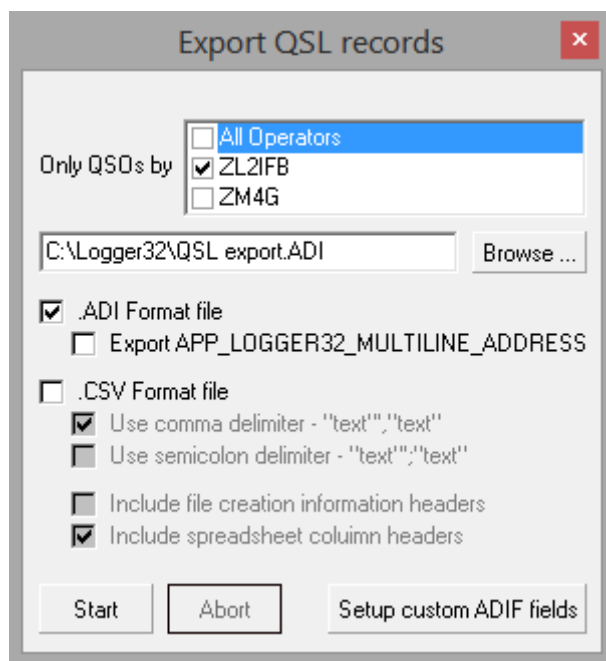 Export QSL records
All Operators
Only QSOs by
ZL2IFB
ZM4G
C:\Logger32\QSL export.ADI
Browse ...
.ADI Format file
Export APP_LOGGER32_MULTILINE_ADDRESS
.CSV Format file
Use comma delimiter - "text'","text"
Use semicolon delimiter - "text'";"text"
Include file creation information headers
Include spreadsheet coluimn headers
Start Abort Setup custom ADIF fields